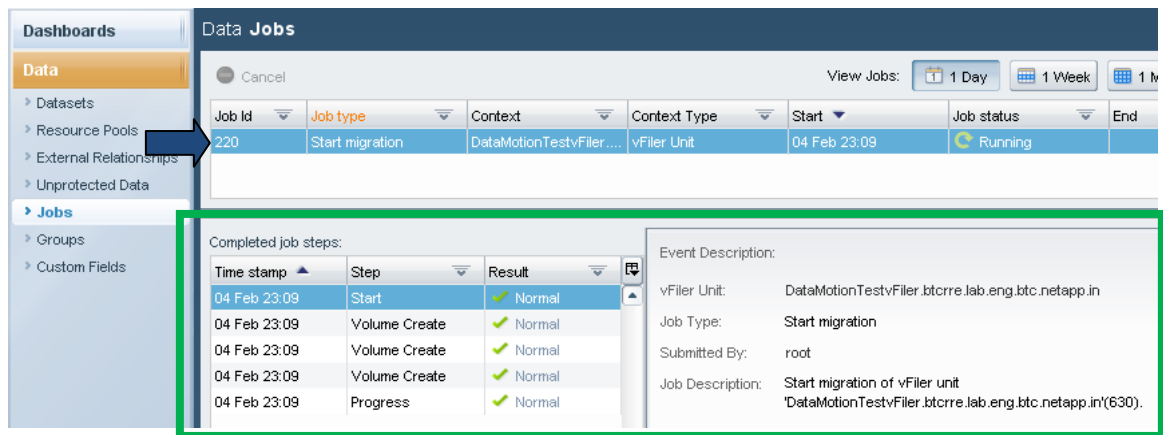 Dashboards
Data
Datasets
Resource Pools
External Relationships
Unprotected Data
Jobs
Groups
Custom Fields
Data Jobs
Cancel
View Jobs: 1 Day 1 Week 1 M
Job Id Job type Context Context Type Start Job status End
220 Start migration DataMotionTestvFiler.... vFiler Unit 04 Feb 23:09 Running
Completed job steps:
Time stamp Step Result
04 Feb 23:09 Start Normal
04 Feb 23:09 Volume Create Normal
04 Feb 23:09 Volume Create Normal
04 Feb 23:09 Volume Create Normal
04 Feb 23:09 Progress Normal
Event Description:
vFiler Unit: DataMotionTestvFiler.btcrre.lab.eng.btc.netapp.in
Job Type: Start migration
Submitted By: root
Job Description: Start migration of vFiler unit
'DataMotionTestvFiler.btcrre.lab.eng.btc.netapp.in'(630).